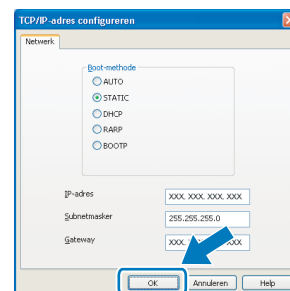 TCP/IP-adres configureren
Netwerk
Boot-methode
AUTO
STATIC
DHCP
RARP
BOOTP
IP-adres XXX. XXX. XXX. XXX
Subnetmasker 255.255.255.0
Gateway
OK Annuleren Help